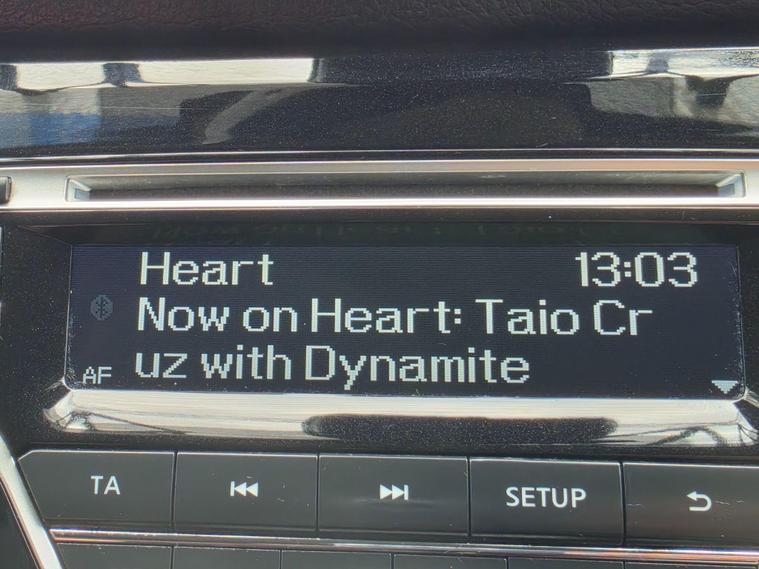 Heart 13:03
Now on Heart: Taio Cr
uz with Dynamite
AF
TA
SETUP